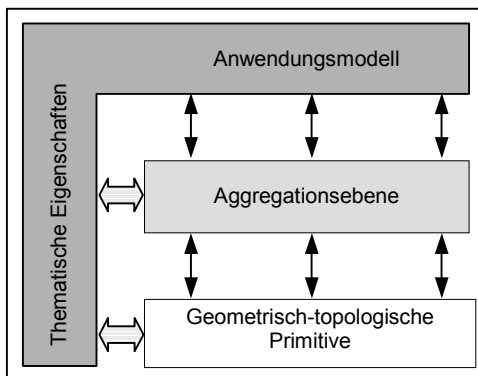 Anwendungsmodell
Thematische Eigenschaften
Aggregationsebene
Geometrisch-topologische
Primitive